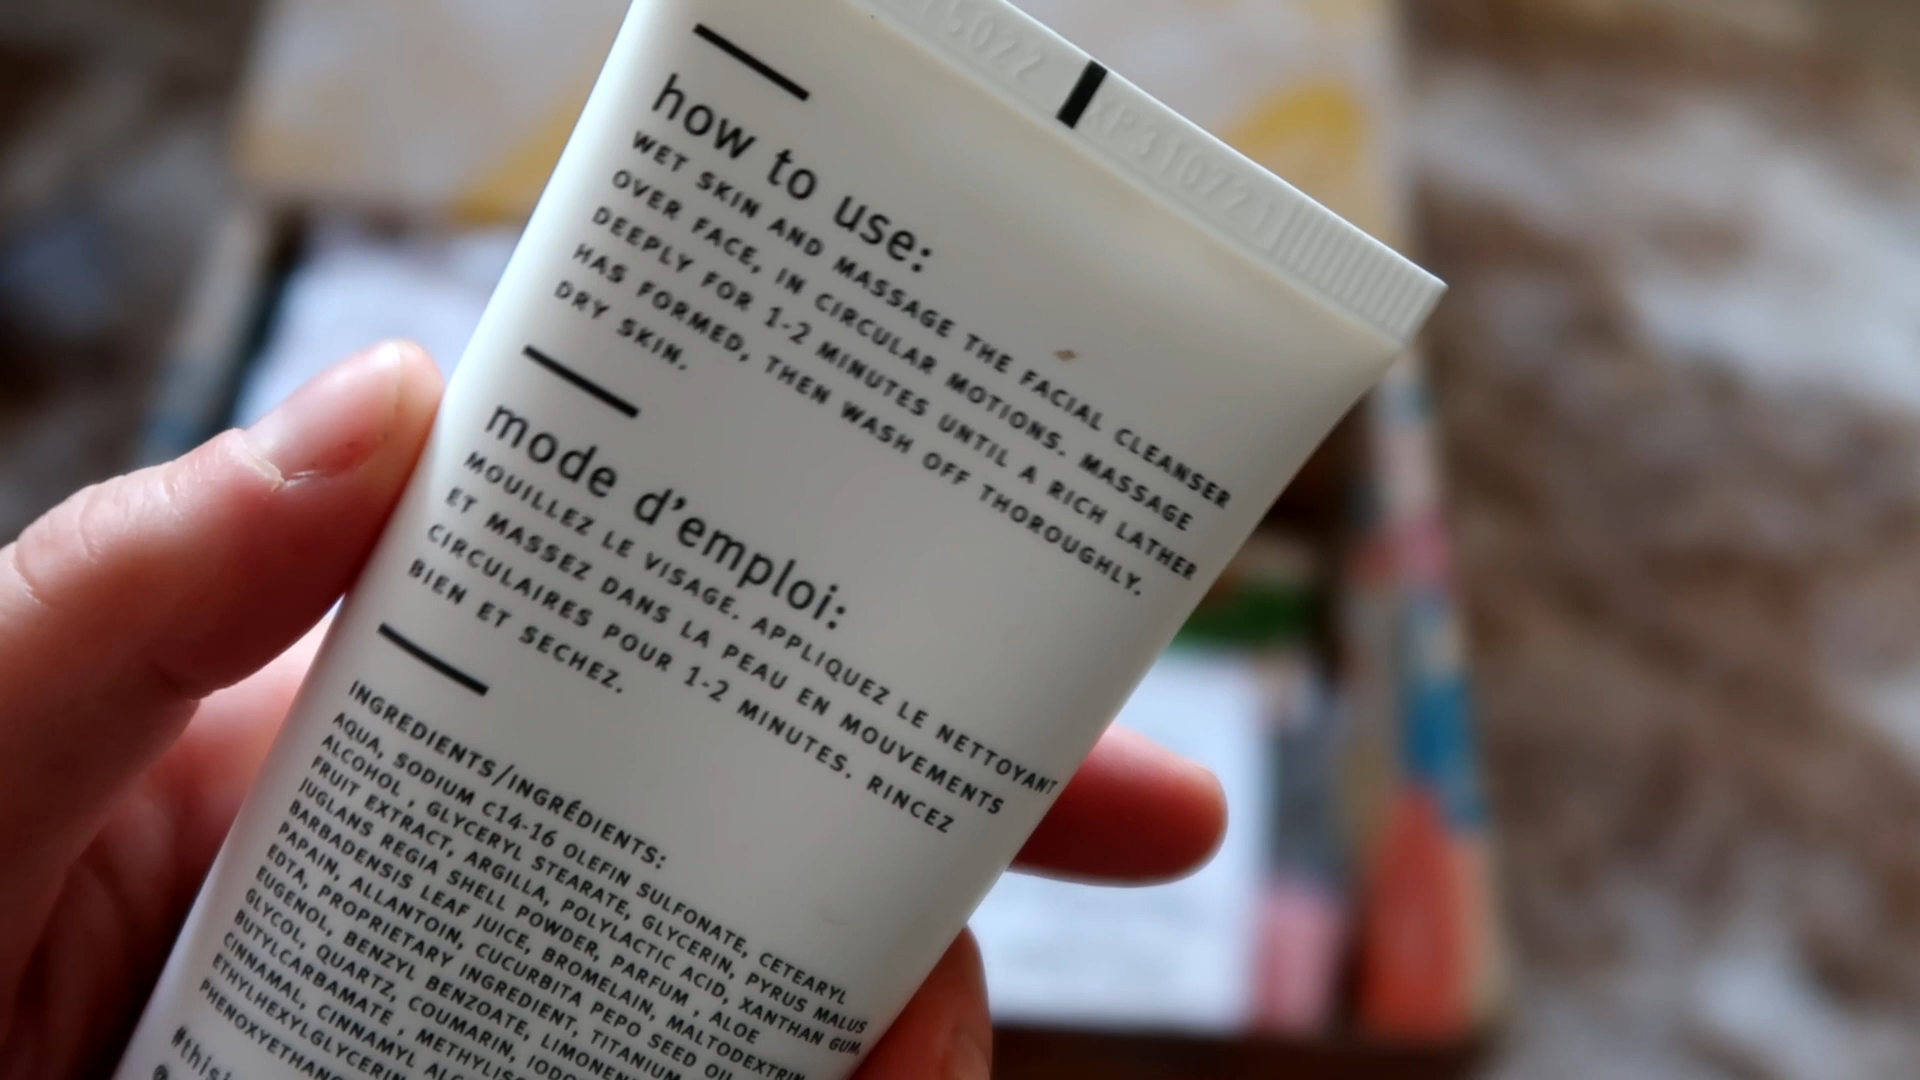 how to use:
WET SKIN AND MASSAGE THE FACIAL CLEANSER
OVER FACE, IN CIRCULAR MOTIONS. MASSAGE
DEEPLY FOR 1-2 MINUTES UNTIL A RICH LATHER
HAS FORMED, THEN WASH OFF THOROUGHLY.
DRY SKIN.
mode d'emploi:
MOUILLEZ LE VISAGE. APPLIQUEZ LE NETTOYANT
ET MASSEZ DANS LA PEAU EN MOUVEMENTS
CIRCULAIRES POUR 1-2 MINUTES. RINCEZ
BIEN ET SECHEZ.
INGREDIENTS/INGRÉDIENTS:
AQUA, SODIUM C14-16 OLEFIN SULFONATE, CETEARYL
ALCOHOL , GLYCERYL STEARATE, GLYCERIN, PYRUS MALUS
FRUIT EXTRACT, ARGILLA, POLYLACTIC ACID, XANTHAN GUM,
JUGLANS REGIA SHELL POWDER, PARFUM , ALOE
BARBADENSIS LEAF JUICE, BROMELAIN, MALTODEXTRIN
PAPAIN, ALLANTOIN, CUCURBITA PEPO SEED OIL
EDTA, PROPRIETARY INGREDIENT, TITANIUM
EUGENOL, BENZYL BENZOATE,
GLYCOL, QUARTZ, COUMARIN,
BUTYLCARBAMATE ,
CINNAMAL, CINNAMYL
ETHYLHEXYLGLYCERIN